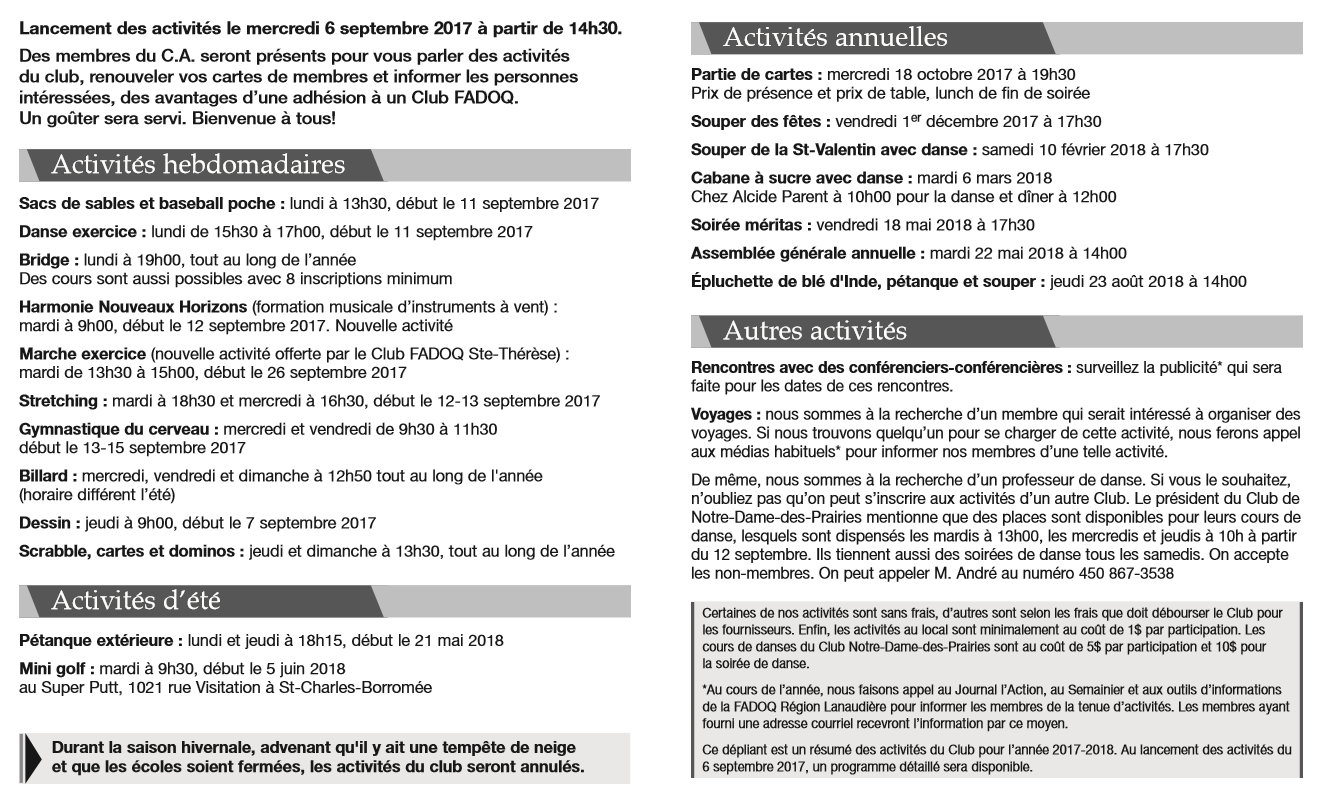 Lancement des activités le mercredi 6 septembre 2017 à partir de 14h30.
Des membres du C.A. seront présents pour vous parler des activités
du club, renouveler vos cartes de membres et informer les personnes
intéressées, des avantages d’une adhésion à un Club FADOQ.
Un goûter sera servi. Bienvenue à tous!
Activités hebdomadaires
Sacs de sables et baseball poche : lundi à 13h30, début le 11 septembre 2017
Danse exercice : lundi de 15h30 à 17h00, début le 11 septembre 2017
Bridge : lundi à 19h00, tout au long de l’année
Des cours sont aussi possibles avec 8 inscriptions minimum
Harmonie Nouveaux Horizons (formation musicale d’instruments à vent) :
mardi à 9h00, début le 12 septembre 2017. Nouvelle activité
Marche exercice (nouvelle activité offerte par le Club FADOQ Ste-Thérèse) :
mardi de 13h30 à 15h00, début le 26 septembre 2017
Stretching : mardi à 18h30 et mercredi à 16h30, début le 12-13 septembre 2017
Gymnastique du cerveau : mercredi et vendredi de 9h30 à 11h30
début le 13-15 septembre 2017
Billard : mercredi, vendredi et dimanche à 12h50 tout au long de l'année
(horaire différent l’été)
Dessin : jeudi à 9h00, début le 7 septembre 2017
Scrabble, cartes et dominos : jeudi et dimanche à 13h30, tout au long de l’année
Activités d’été
Pétanque extérieure : lundi et jeudi à 18h15, début le 21 mai 2018
Mini golf : mardi à 9h30, début le 5 juin 2018
au Super Putt, 1021 rue Visitation à St-Charles-Borromée
Durant la saison hivernale, advenant qu'il y ait une tempête de neige
et que les écoles soient fermées, les activités du club seront annulés.
Activités annuelles
Partie de cartes : mercredi 18 octobre 2017 à 19h30
Prix de présence et prix de table, lunch de fin de soirée
Souper des fêtes : vendredi 1er décembre 2017 à 17h30
Souper de la St-Valentin avec danse : samedi 10 février 2018 à 17h30
Cabane à sucre avec danse : mardi 6 mars 2018
Chez Alcide Parent à 10h00 pour la danse et dîner à 12h00
Soirée méritas : vendredi 18 mai 2018 à 17h30
Assemblée générale annuelle : mardi 22 mai 2018 à 14h00
Épluchette de blé d'Inde, pétanque et souper : jeudi 23 août 2018 à 14h00
Autres activités
Rencontres avec des conférenciers-conférencières : surveillez la publicité* qui sera
faite pour les dates de ces rencontres.
Voyages : nous sommes à la recherche d’un membre qui serait intéressé à organiser des
voyages. Si nous trouvons quelqu’un pour se charger de cette activité, nous ferons appel
aux médias habituels* pour informer nos membres d’une telle activité.
De même, nous sommes à la recherche d’un professeur de danse. Si vous le souhaitez,
n’oubliez pas qu’on peut s’inscrire aux activités d’un autre Club. Le président du Club de
Notre-Dame-des-Prairies mentionne que des places sont disponibles pour leurs cours de
danse, lesquels sont dispensés les mardis à 13h00, les mercredis et jeudis à 10h à partir
du 12 septembre. Ils tiennent aussi des soirées de danse tous les samedis. On accepte
les non-membres. On peut appeler M. André au numéro 450 867-3538
Certaines de nos activités sont sans frais, d’autres sont selon les frais que doit débourser le Club pour
les fournisseurs. Enfin, les activités au local sont minimalement au coût de 1$ par participation. Les
cours de danses du Club Notre-Dame-des-Prairies sont au coût de 5$ par participation et 10$ pour
la soirée de danse.
*Au cours de l’année, nous faisons appel au Journal l’Action, au Semainier et aux outils d’informations
de la FADOQ Région Lanaudière pour informer les membres de la tenue d’activités. Les membres ayant
fourni une adresse courriel recevront l’information par ce moyen.
Ce dépliant est un résumé des activités du Club pour l’année 2017-2018. Au lancement des activités du
6 septembre 2017, un programme détaillé sera disponible.